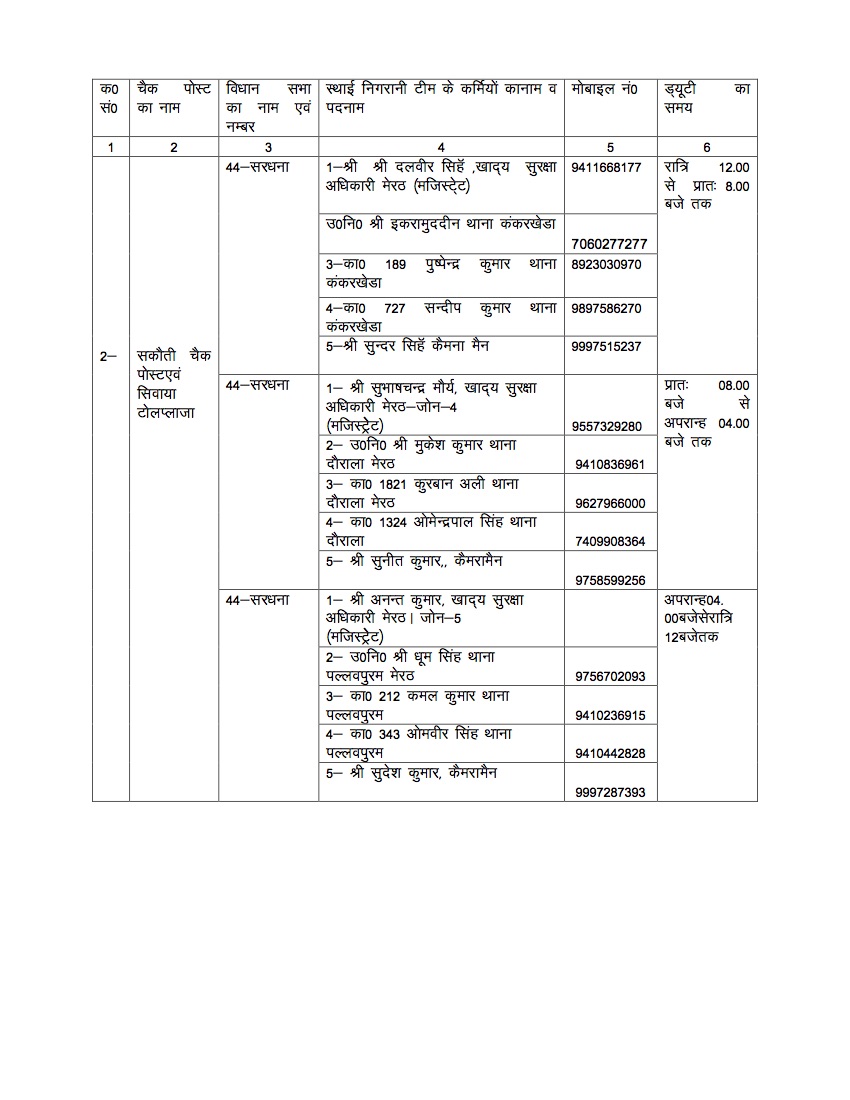 क0 चैक पोस्ट विधान सभा स्थाई निगरानी टीम के कर्मियों कानाम व मोबाइल नं0 ड्यूटी का
सं0 का नाम का नाम एवं पदनाम समय
नम्बर
1 2 3 4 5 6
44–सरधना 1–श्री श्री दलवीर सिहॅ ,खाद्य सुरक्षा 9411668177 रात्रि 12.00
अधिकारी मेरठ (मजिस्टे्ट) से प्रातः 8.00
बजे तक
उ0नि0 श्री इकरामुददीन थाना कंकरखेडा
7060277277
3–का0 189 पुष्पेन्द्र कुमार थाना 8923030970
कंकरखेडा
4–का0 727 सन्दीप कुमार थाना 9897586270
कंकरखेडा
5–श्री सुन्दर सिहॅ कैमना मैन 9997515237
2– सकौती चैक
पोस्टएवं
सिवाया
टोलप्लाजा
44–सरधना 1– श्री सुभाषचन्द्र मौर्य, खाद्य सुरक्षा प्रातः 08.00
अधिकारी मेरठ–जोन–4 बजे से
(मजिस्ट्रेट) 9557329280 अपरान्ह 04.00
2– उ0नि0 श्री मुकेश कुमार थाना बजे तक
दौराला मेरठ 9410836961
3– का0 1821 कुरबान अली थाना
दौराला मेरठ 9627966000
4– का0 1324 ओमेन्द्रपाल सिंह थाना
दौराला 7409908364
5– श्री सुनीत कुमार,, कैमरामैन
9758599256
44–सरधना 1– श्री अनन्त कुमार, खाद्य सुरक्षा अपरान्ह04.
अधिकारी मेरठ। जोन–5 00बजेसेरात्रि
(मजिस्ट्रेट) 12बजेतक
2– उ0नि0 श्री धूम सिंह थाना
पल्लवपुरम मेरठ 9756702093
3– का0 212 कमल कुमार थाना
पल्लवपुरम 9410236915
4– का0 343 ओमवीर सिंह थाना
पल्लवपुरम 9410442828
5– श्री सुदेश कुमार, कैमरामैन
9997287393